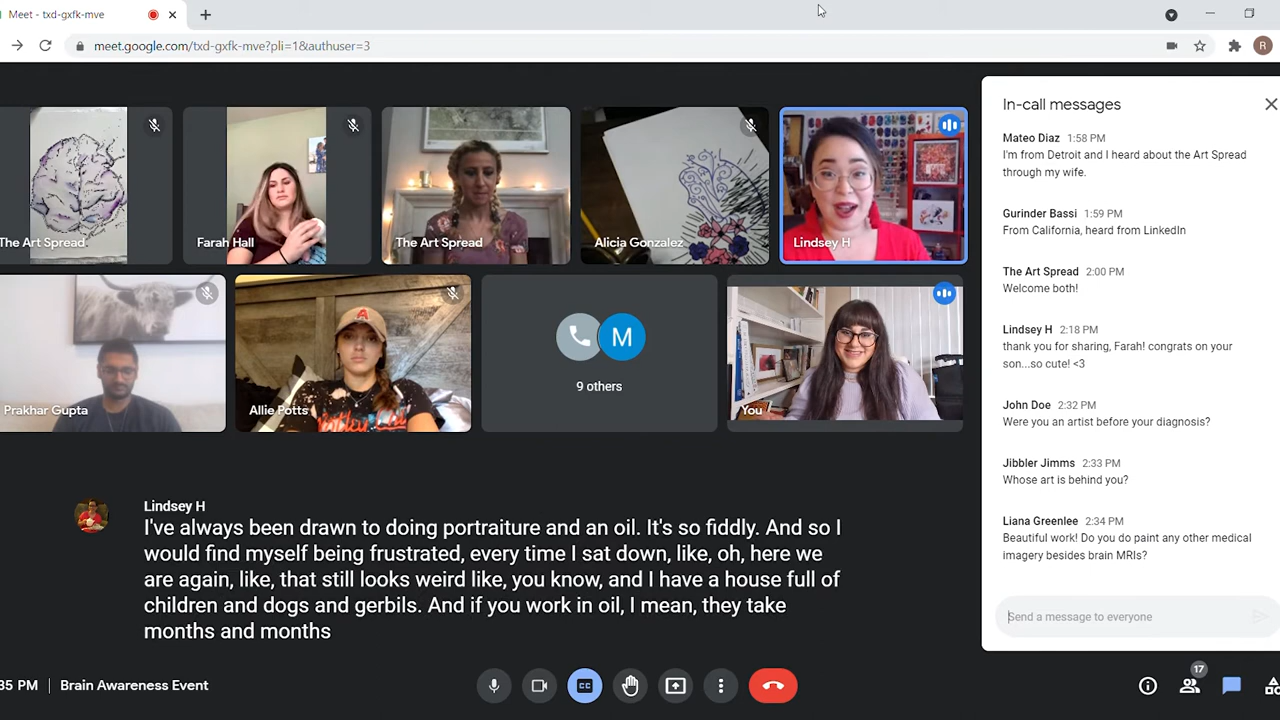 Meet - txd-gxfk-mve
meet.google.com/txd-gxfk-mve?pli=1&authuser=3
R
The Art Spread
Farah Hall
The Art Spread
Alicia Gonzalez
Lindsey H
Prakhar Gupta
A
Allie Potts
M
9 others
You
Lindsey H
I've always been drawn to doing portraiture and an oil. It's so fiddly. And so I
would find myself being frustrated, every time I sat down, like, oh, here we
are again, like, that still looks weird like, you know, and I have a house full of
children and dogs and gerbils. And if you work in oil, I mean, they take
months and months
In-call messages
Mateo Diaz 1:58 PM
I'm from Detroit and I heard about the Art Spread
through my wife.
Gurinder Bassi 1:59 PM
From California, heard from LinkedIn
The Art Spread 2:00 PM
Welcome both!
Lindsey H 2:18 PM
thank you for sharing, Farah! congrats on your
son...so cute! <3
John Doe 2:32 PM
Were you an artist before your diagnosis?
Jibbler Jimms 2:33 PM
Whose art is behind you?
Liana Greenlee 2:34 PM
Beautiful work! Do you do paint any other medical
imagery besides brain MRIs?
Send a message to everyone
35 PM | Brain Awareness Event
CC
17